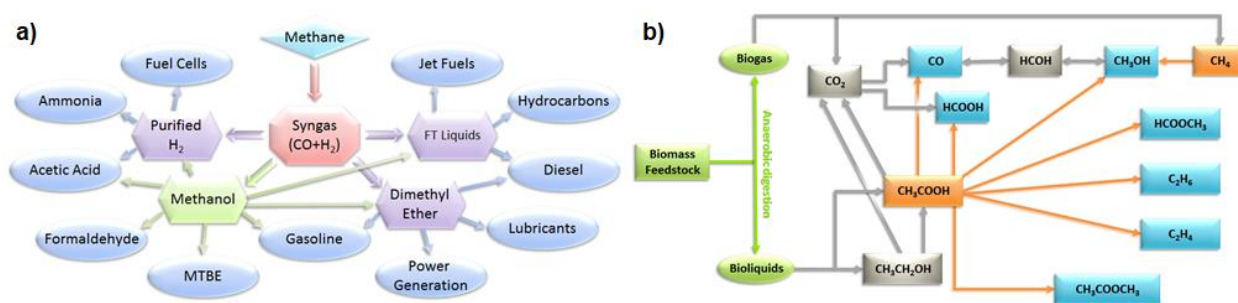 a)
Methane
Fuel Cells
Jet Fuels
Ammonia
Hydrocarbons
Purified
H₂
Syngas
(CO+H₂)
FT Liquids
Acetic Acid
Diesel
Methanol
Dimethyl
Ether
Formaldehyde
Gasoline
Lubricants
MTBE
Power
Generation
b)
Biogas
CO
HCOH
CH₃OH
CH₄
CO₂
HCOOH
HCOOCH₃
Biomass
Feedstock
Anaerobic digestion
CH₃COOH
C₂H₆
C₂H₄
Bioliquids
CH₃CH₂OH
CH₃COOCH₃